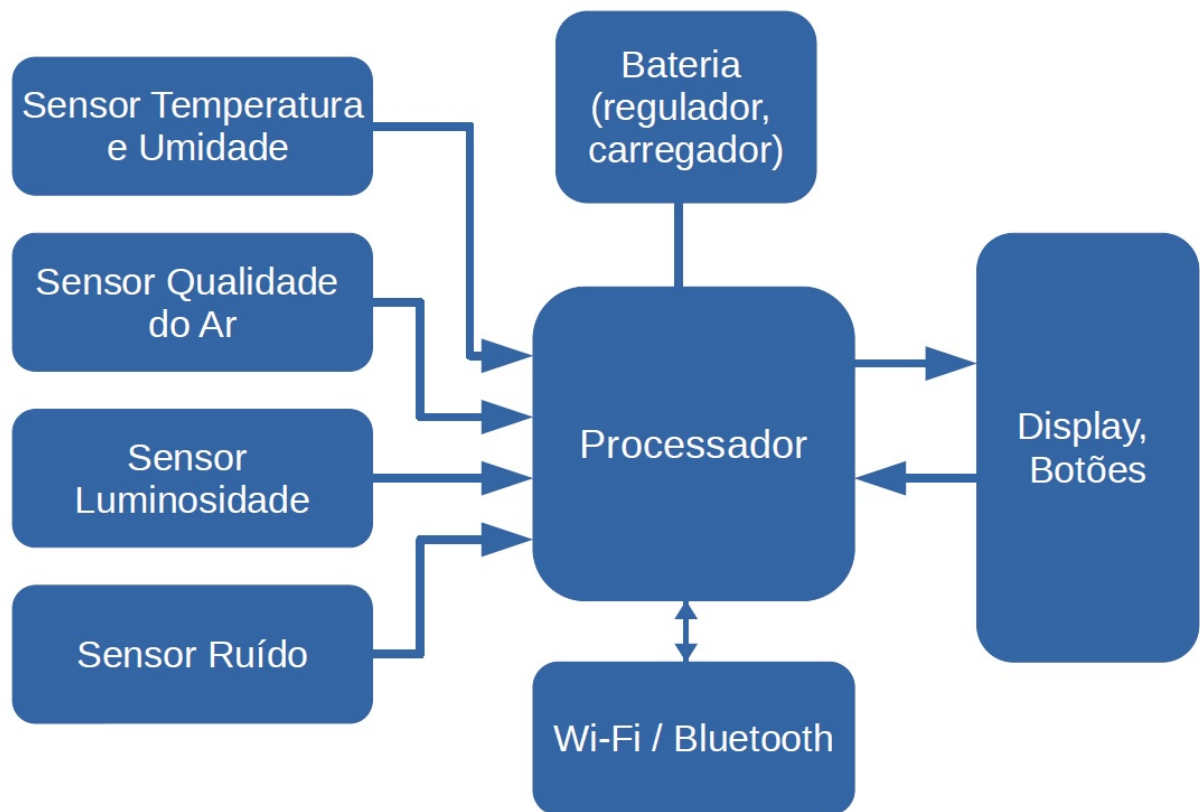 Sensor Temperatura
e Umidade
Sensor Qualidade
do Ar
Sensor
Luminosidade
Sensor Ruído
Bateria
(regulador,
carregador)
Processador
Wi-Fi / Bluetooth
Display,
Botões